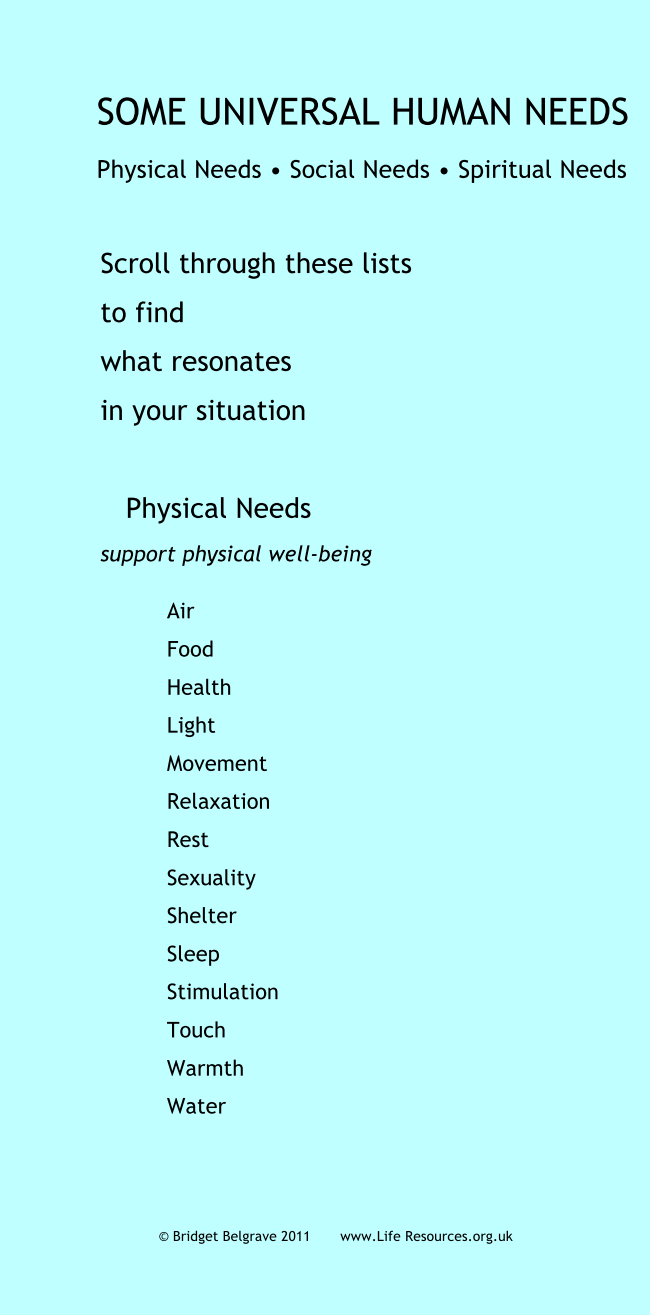 SOME UNIVERSAL HUMAN NEEDS
Physical Needs • Social Needs • Spiritual Needs
Scroll through these lists
to find
what resonates
in your situation
Physical Needs
support physical well-being
Air
Food
Health
Light
Movement
Relaxation
Rest
Sexuality
Shelter
Sleep
Stimulation
Touch
Warmth
Water
© Bridget Belgrave 2011 www.Life Resources.org.uk